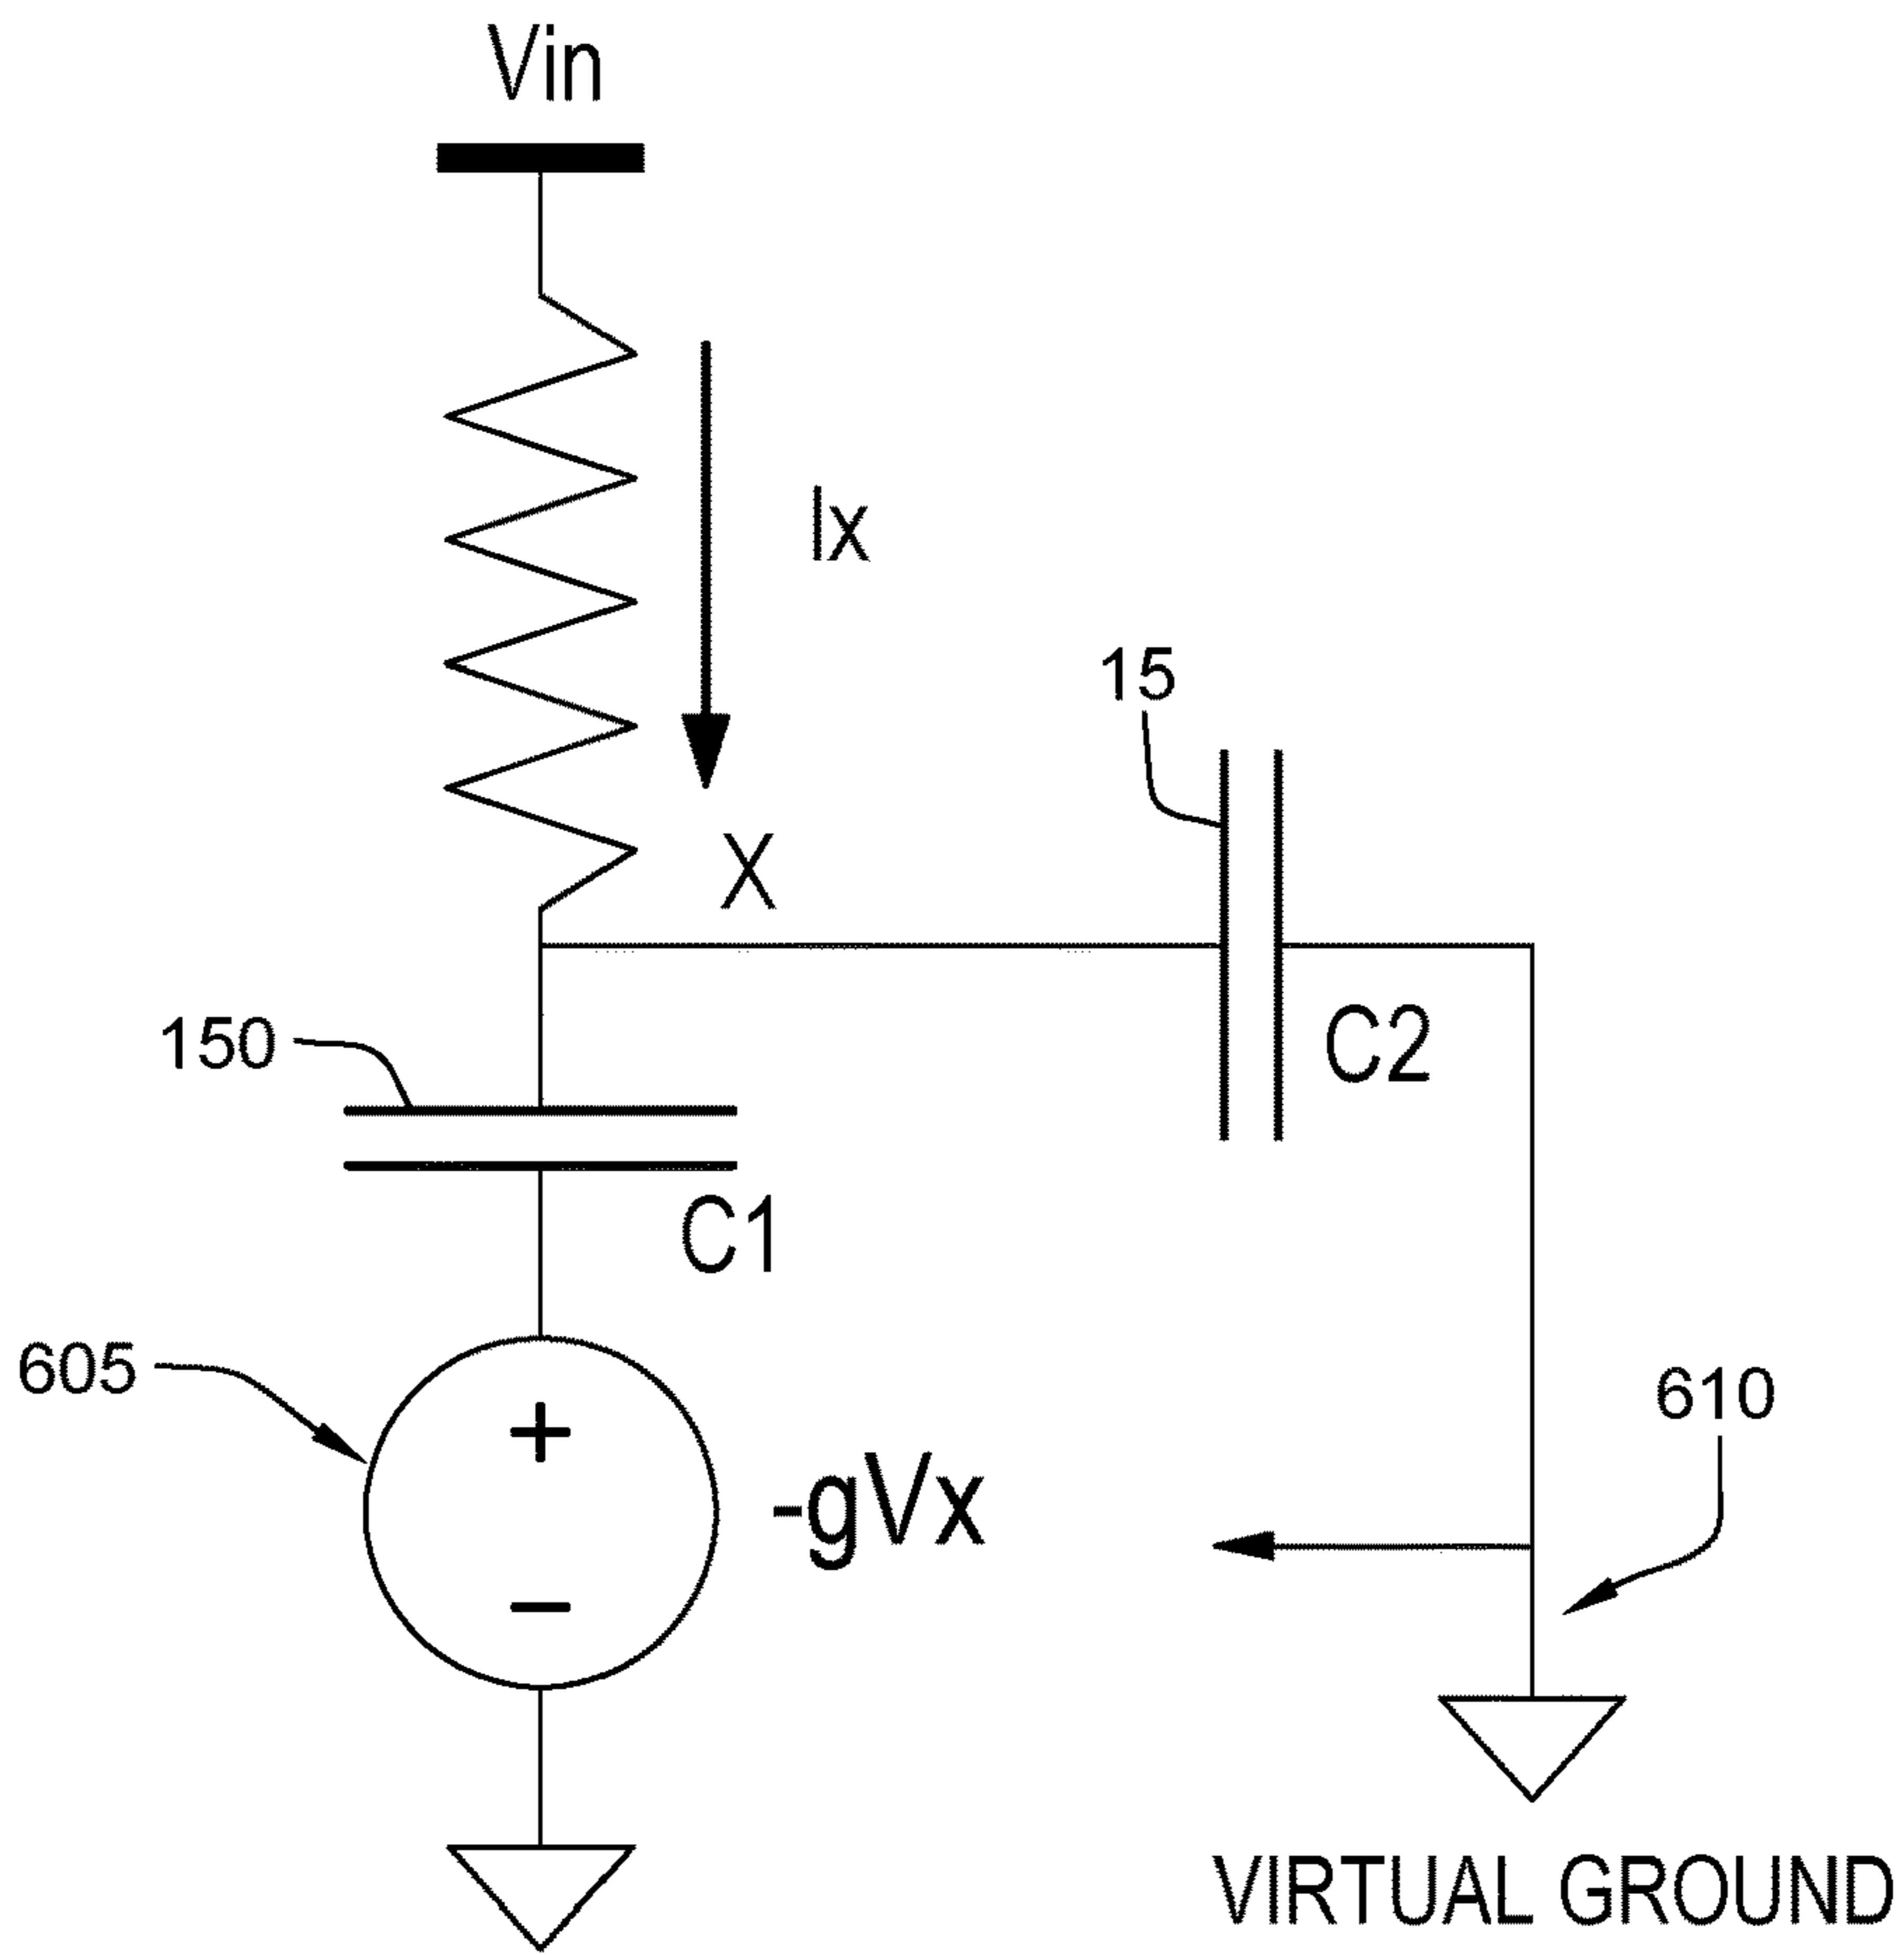 Vin
Ix
15
X
150
C2
C1
605
+
-gVx
610
−
VIRTUAL GROUND